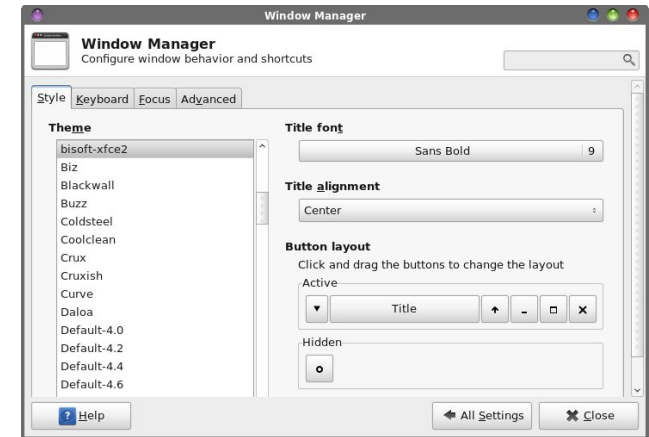 Window Manager
Window Manager
Configure window behavior and shortcuts
Style Keyboard Focus Advanced
Theme
bisoft-xfce2
Biz
Blackwall
Buzz
Coldsteel
Coolclean
Crux
Cruxish
Curve
Daloa
Default-4.0
Default-4.2
Default-4.4
Default-4.6
Title font
Sans Bold 9
Title alignment
Center
Button layout
Click and drag the buttons to change the layout
Active
Title
Hidden
Help
All Settings
Close